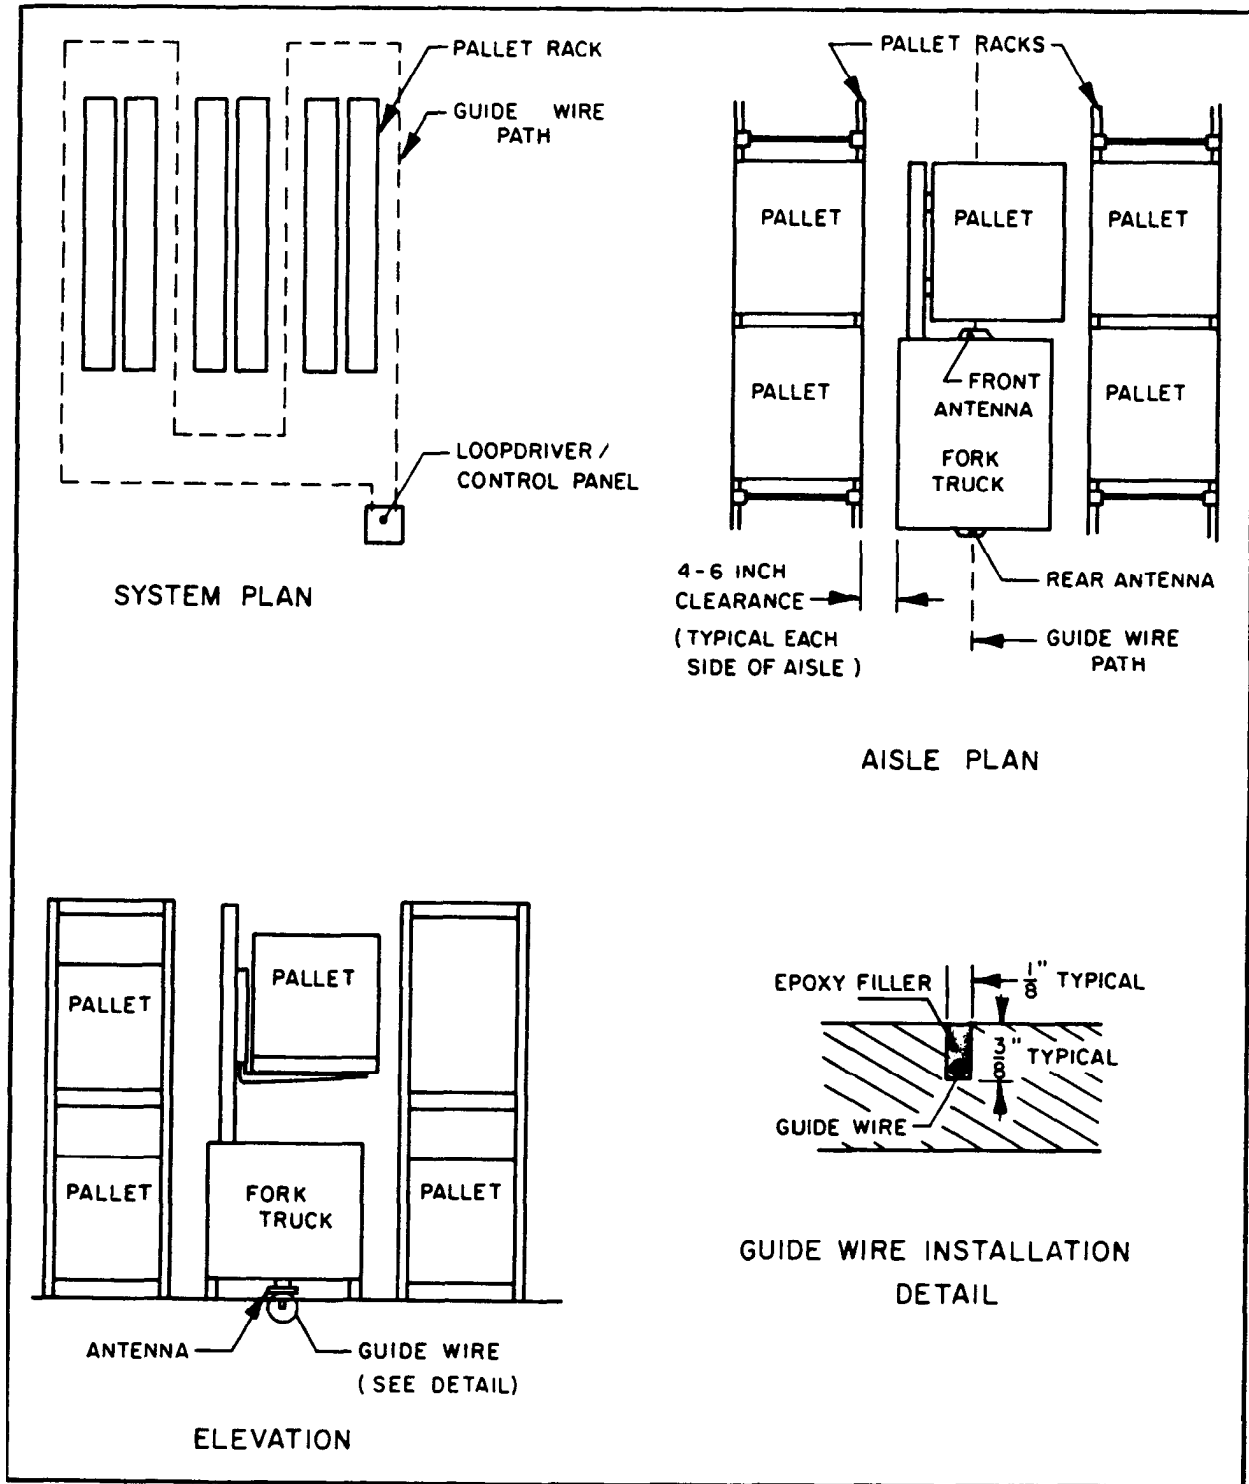 PALLET RACK
GUIDE WIRE
PATH
LOOPDRIVER /
CONTROL PANEL
SYSTEM PLAN
PALLET RACKS
PALLET
PALLET
PALLET
PALLET
FRONT
ANTENNA
PALLET
FORK
TRUCK
4-6 INCH
CLEARANCE
(TYPICAL EACH
SIDE OF AISLE)
REAR ANTENNA
GUIDE WIRE
PATH
AISLE PLAN
PALLET
PALLET
PALLET
FORK
TRUCK
PALLET
ANTENNA
GUIDE WIRE
(SEE DETAIL)
ELEVATION
EPOXY FILLER
1/8" TYPICAL
3/8" TYPICAL
GUIDE WIRE
GUIDE WIRE INSTALLATION
DETAIL